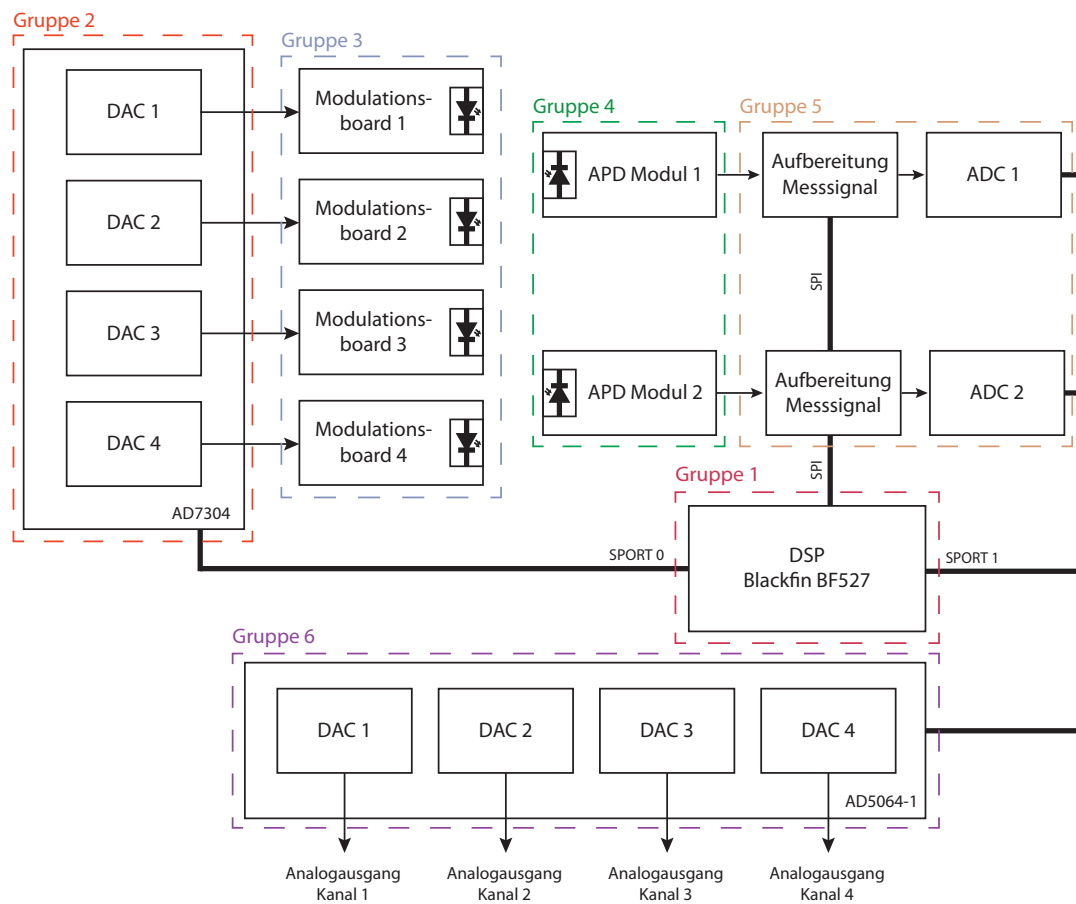 Gruppe 2
DAC 1
DAC 2
DAC 3
DAC 4
AD7304
Gruppe 3
Modulations-
board 1
Modulations-
board 2
Modulations-
board 3
Modulations-
board 4
Gruppe 4
APD Modul 1
APD Modul 2
Gruppe 5
Aufbereitung
Messsignal
ADC 1
SPI
Aufbereitung
Messsignal
ADC 2
SPI
Gruppe 1
SPORT 0
DSP
Blackfin BF527
SPORT 1
Gruppe 6
DAC 1
DAC 2
DAC 3
DAC 4
AD5064-1
Analogausgang
Kanal 1
Analogausgang
Kanal 2
Analogausgang
Kanal 3
Analogausgang
Kanal 4